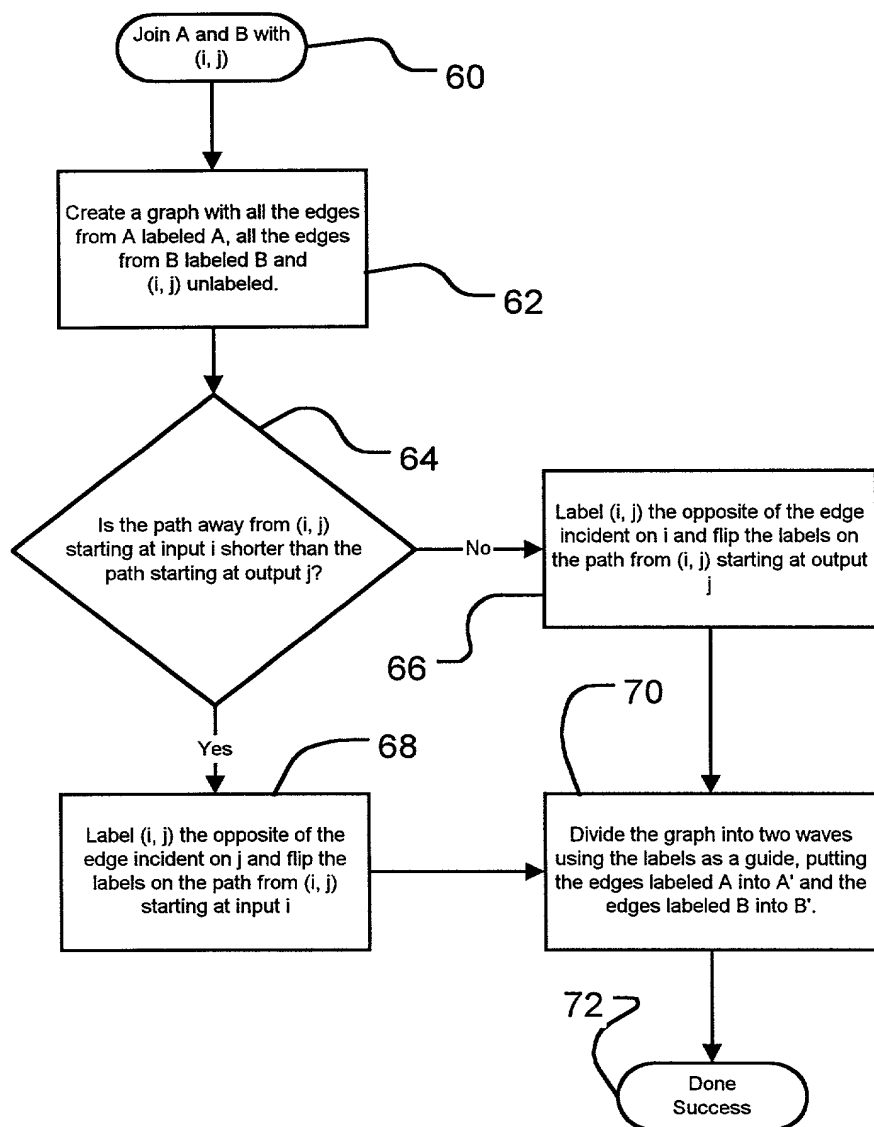 Join A and B with
(i, j)
60
Create a graph with all the edges
from A labeled A, all the edges
from B labeled B and
(i, j) unlabeled.
62
64
Is the path away from (i, j)
starting at input i shorter than the
path starting at output j?
No
Label (i, j) the opposite of the edge
incident on i and flip the labels on
the path from (i, j) starting at output
j
66
Yes
68
70
Label (i, j) the opposite of the
edge incident on j and flip the
labels on the path from (i, j)
starting at input i
Divide the graph into two waves
using the labels as a guide, putting
the edges labeled A into A' and the
edges labeled B into B'.
72
Done
Success